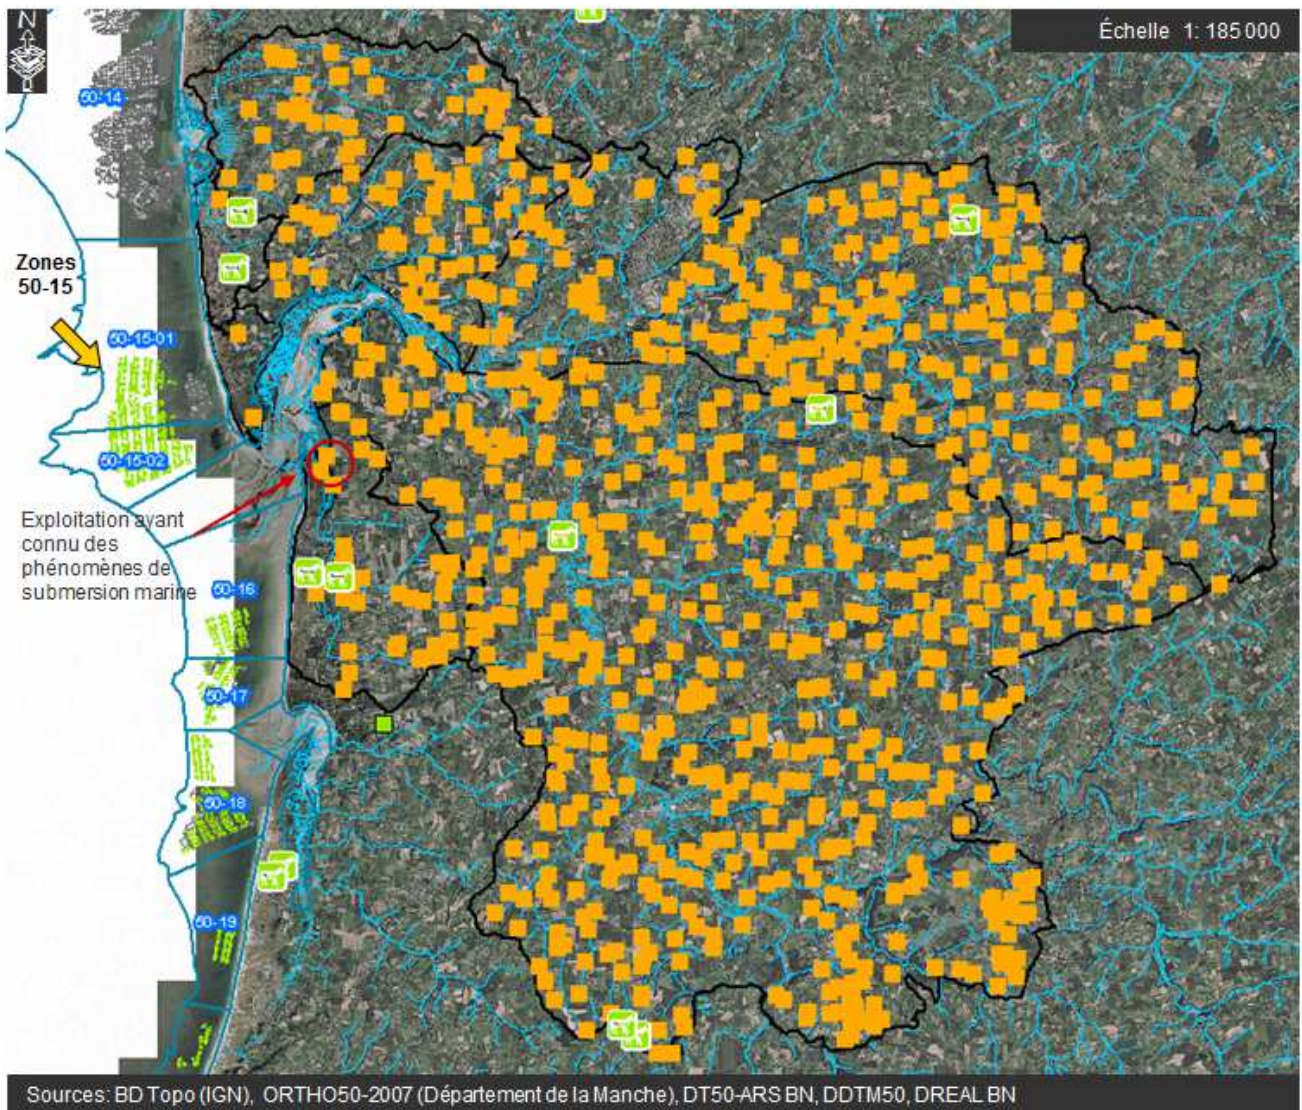 N
Échelle 1: 185 000
50-14
Zones
50-15
50-15-01
50-15-02
Exploitation ayant
connu des
phénomènes de
submersion marine
50-16
50-17
50-18
50-19
Sources: BD Topo (IGN), ORTHO50-2007 (Département de la Manche), DT50-ARS BN, DDTM50, DREAL BN